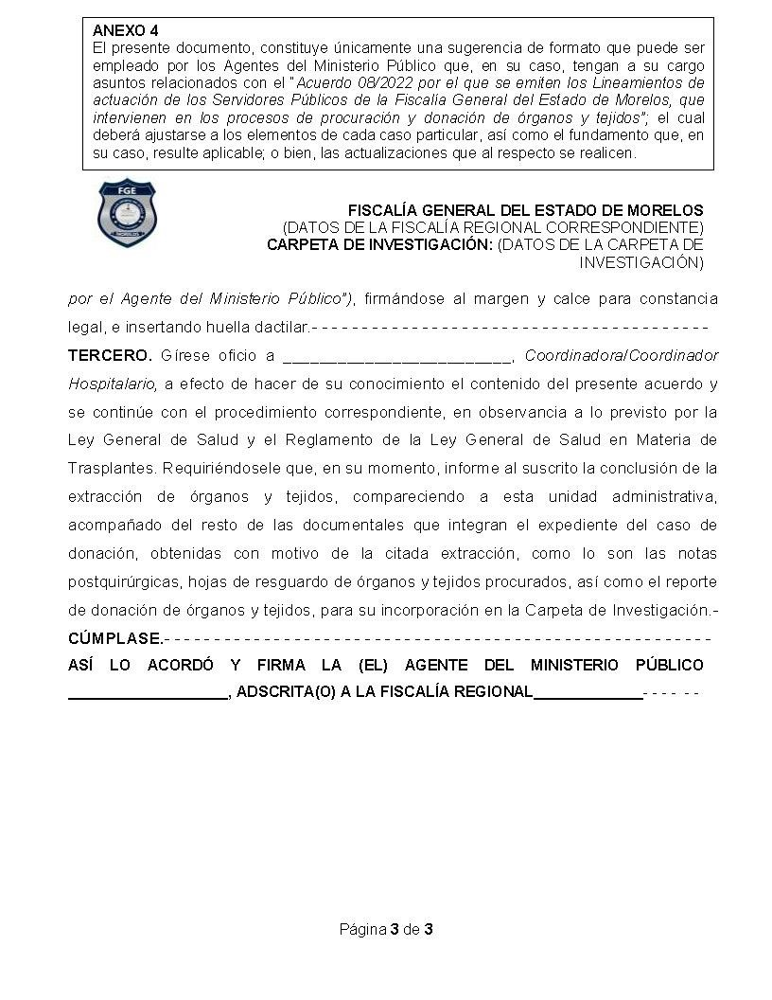 ANEXO 4
El presente documento, constituye únicamente una sugerencia de formato que puede ser
empleado por los Agentes del Ministerio Público que, en su caso, tengan a su cargo
asuntos relacionados con el “Acuerdo 08/2022 por el que se emiten los Lineamientos de
actuación de los Servidores Públicos de la Fiscalía General del Estado de Morelos, que
intervienen en los procesos de procuración y donación de órganos y tejidos”; el cual
deberá ajustarse a los elementos de cada caso particular, así como el fundamento que, en
su caso, resulte aplicable; o bien, las actualizaciones que al respecto se realicen.
FGE
FISCALÍA GENERAL DEL ESTADO DE MORELOS
(DATOS DE LA FISCALÍA REGIONAL CORRESPONDIENTE)
CARPETA DE INVESTIGACIÓN: (DATOS DE LA CARPETA DE
INVESTIGACIÓN)
por el Agente del Ministerio Público”), firmándose al margen y calce para constancia
legal, e insertando huella dactilar.- - - - - - - - - - - - - - - - - - - - - - - - - - - - - - - - - - - - - - - -
TERCERO. Gírese oficio a _________________________, Coordinadora/Coordinador
Hospitalario, a efecto de hacer de su conocimiento el contenido del presente acuerdo y
se continúe con el procedimiento correspondiente, en observancia a lo previsto por la
Ley General de Salud y el Reglamento de la Ley General de Salud en Materia de
Trasplantes. Requiriéndosele que, en su momento, informe al suscrito la conclusión de la
extracción de órganos y tejidos, compareciendo a esta unidad administrativa,
acompañado del resto de las documentales que integran el expediente del caso de
donación, obtenidas con motivo de la citada extracción, como lo son las notas
postquirúrgicas, hojas de resguardo de órganos y tejidos procurados, así como el reporte
de donación de órganos y tejidos, para su incorporación en la Carpeta de Investigación.-
CÚMPLASE.- - - - - - - - - - - - - - - - - - - - - - - - - - - - - - - - - - - - - - - - - - - - - - - - - - - - - - -
ASÍ LO ACORDÓ Y FIRMA LA (EL) AGENTE DEL MINISTERIO PÚBLICO
____________________, ADSCRITA(O) A LA FISCALÍA REGIONAL______________- - - - - -
Página 3 de 3